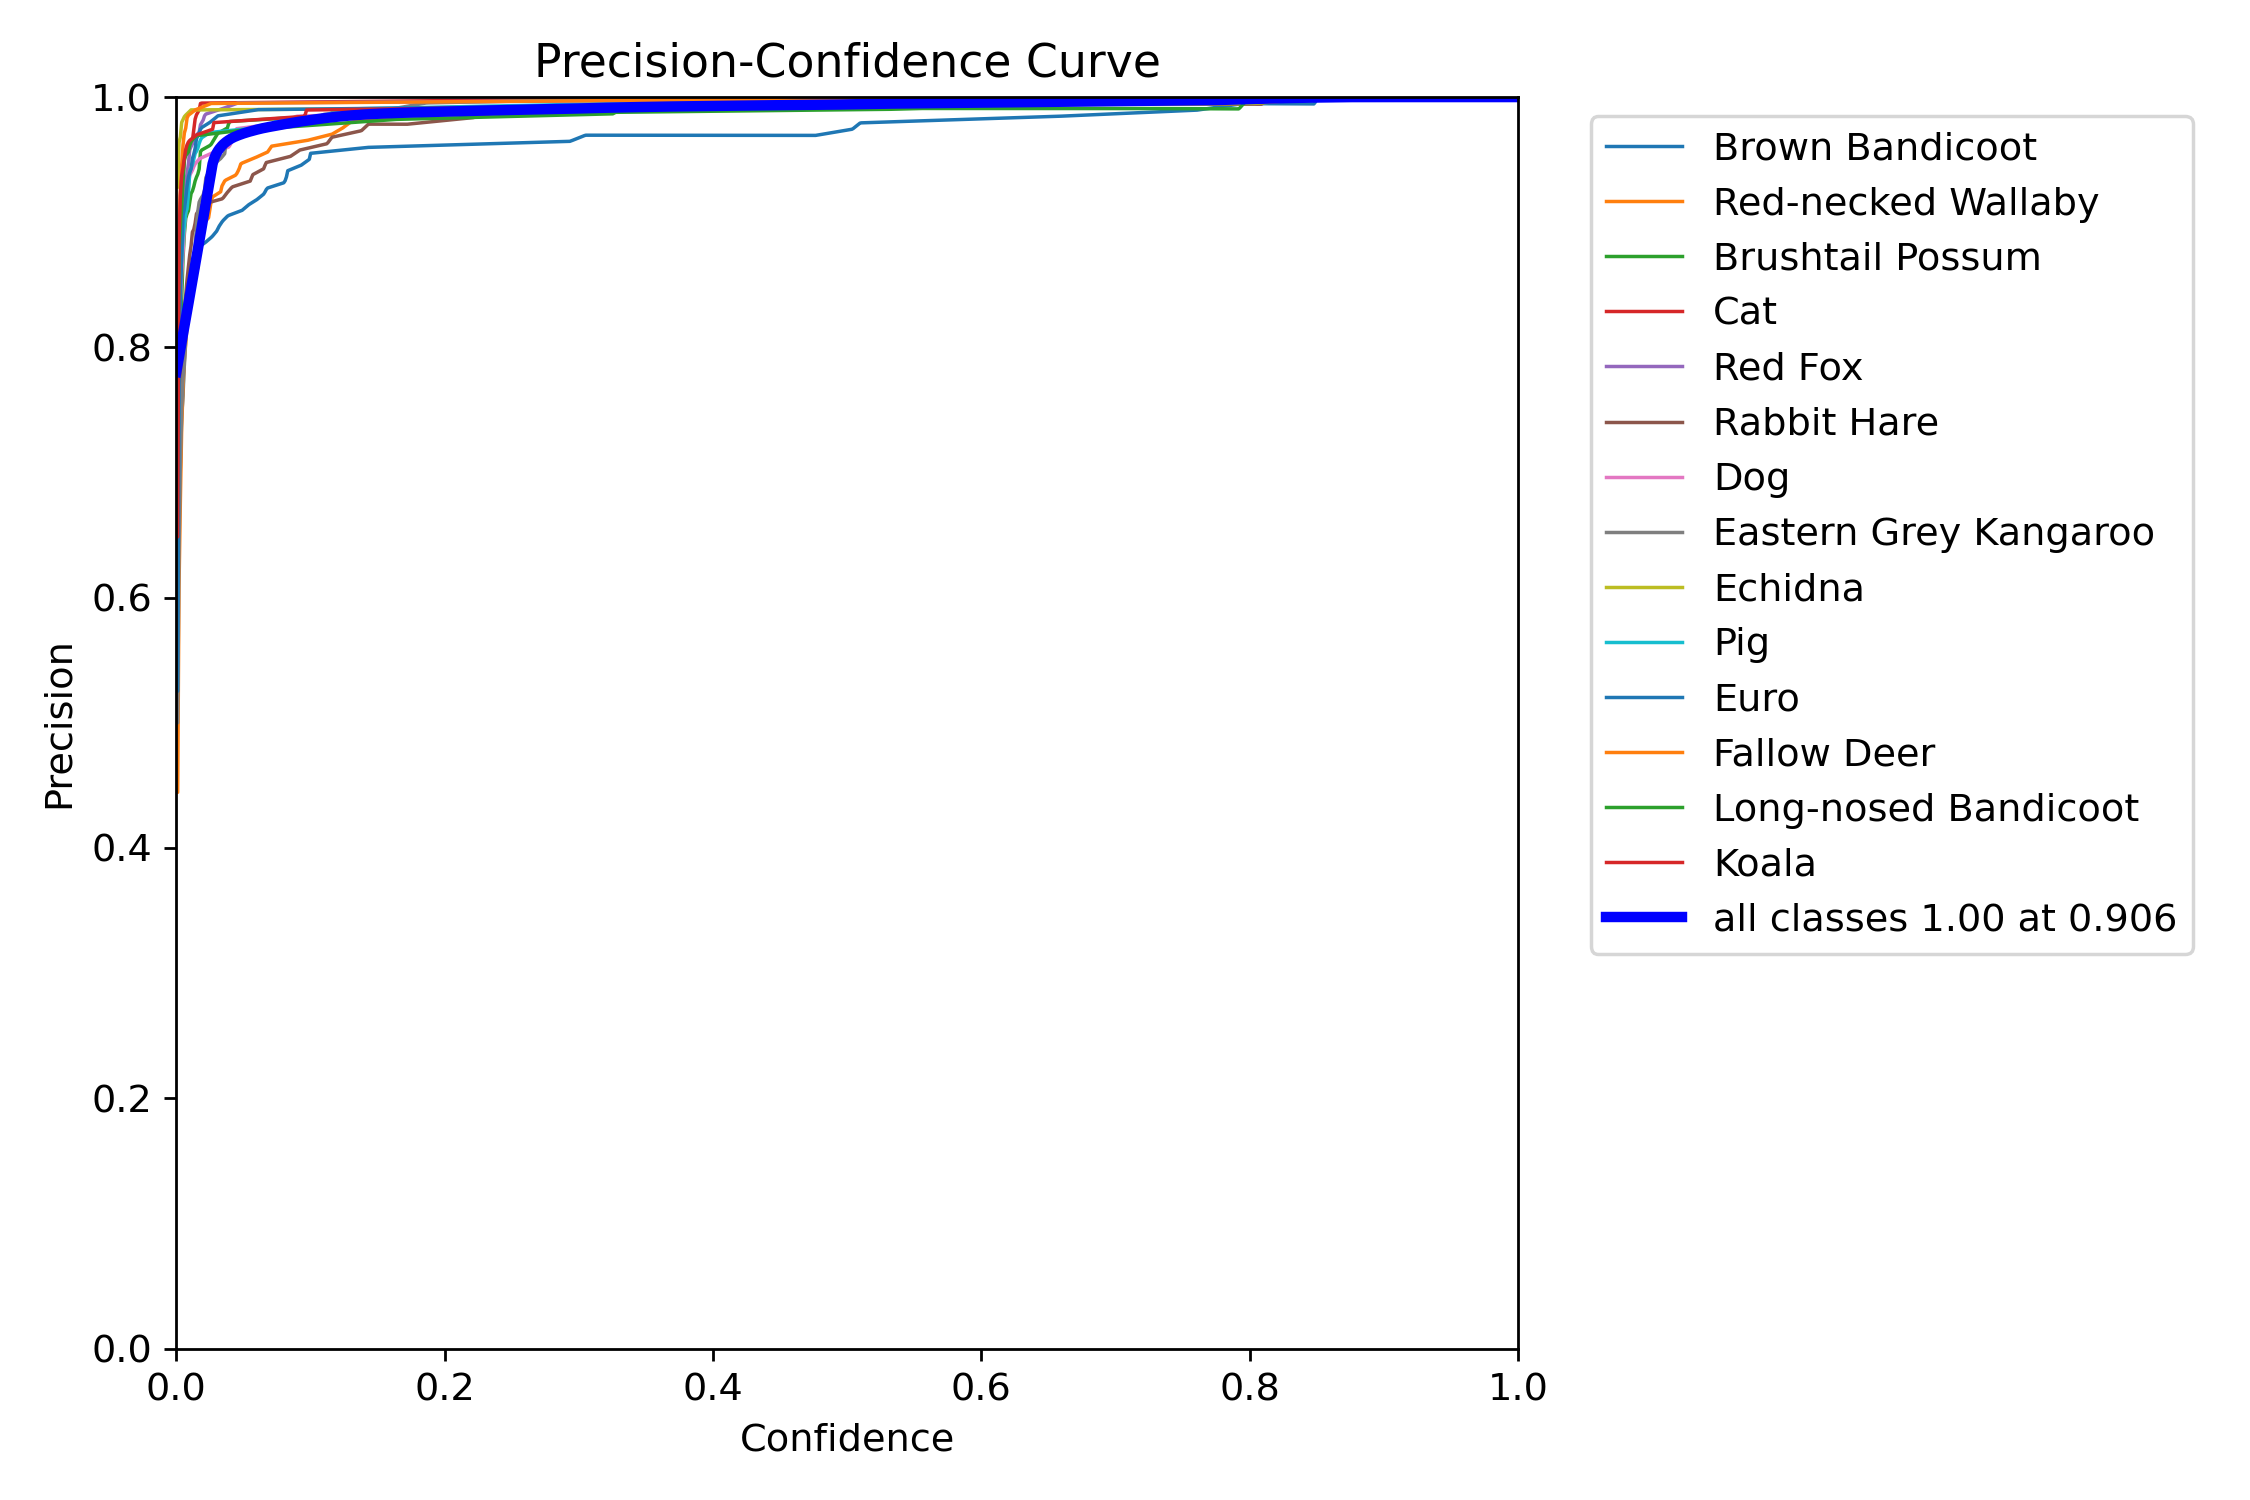 Precision-Confidence Curve
1.0
0.8
0.6
0.4
0.2
0.0
Precision
0.0 0.2 0.4 0.6 0.8 1.0
Confidence
Brown Bandicoot
Red-necked Wallaby
Brushtail Possum
Cat
Red Fox
Rabbit Hare
Dog
Eastern Grey Kangaroo
Echidna
Pig
Euro
Fallow Deer
Long-nosed Bandicoot
Koala
all classes 1.00 at 0.906